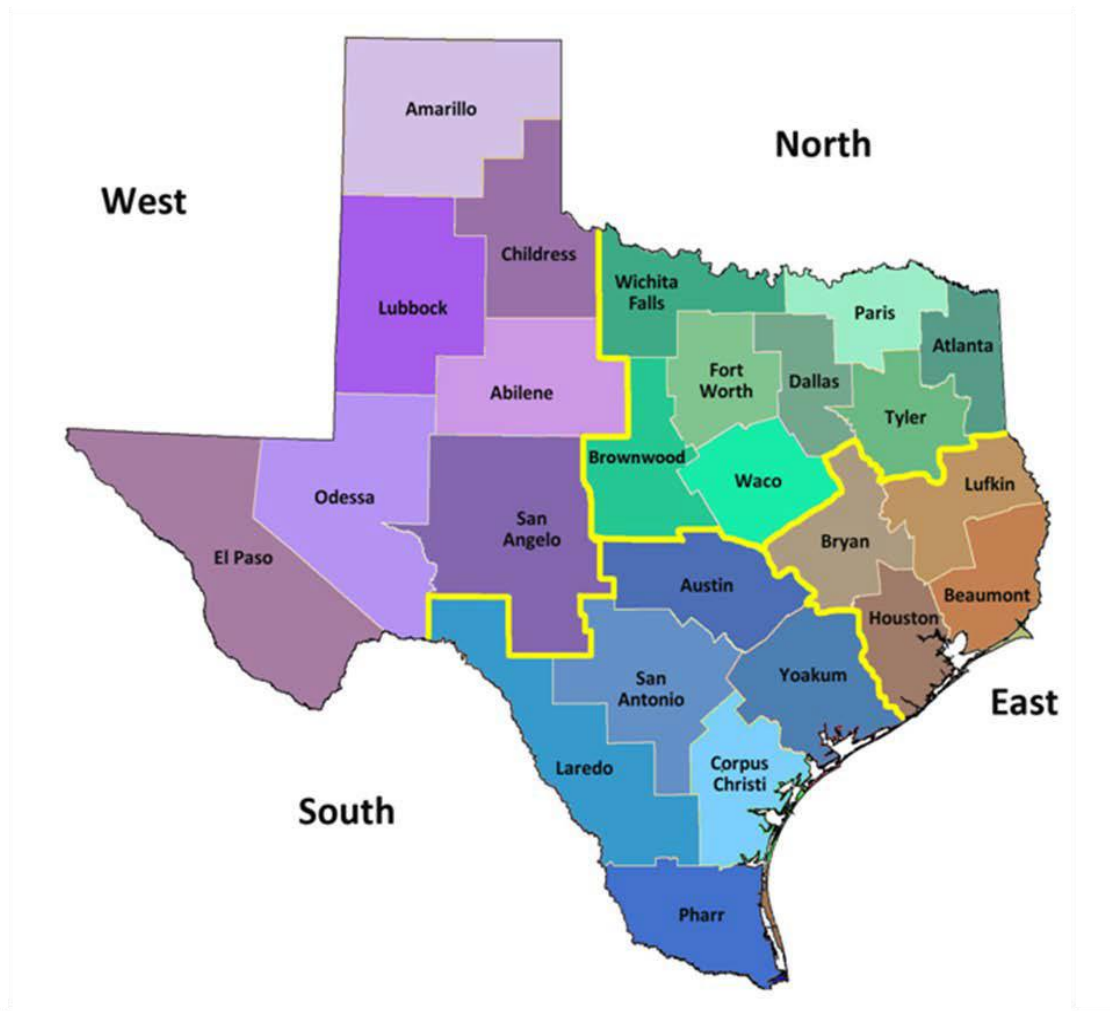 Amarillo
North
West
Childress
Wichita
Falls
Lubbock
Paris
Atlanta
Fort
Worth
Dallas
Abilene
Tyler
Brownwood
Waco
Lufkin
Odessa
San
Angelo
Bryan
El Paso
Austin
Beaumont
Houston
San
Antonio
Yoakum
East
Laredo
Corpus
Christi
South
Pharr